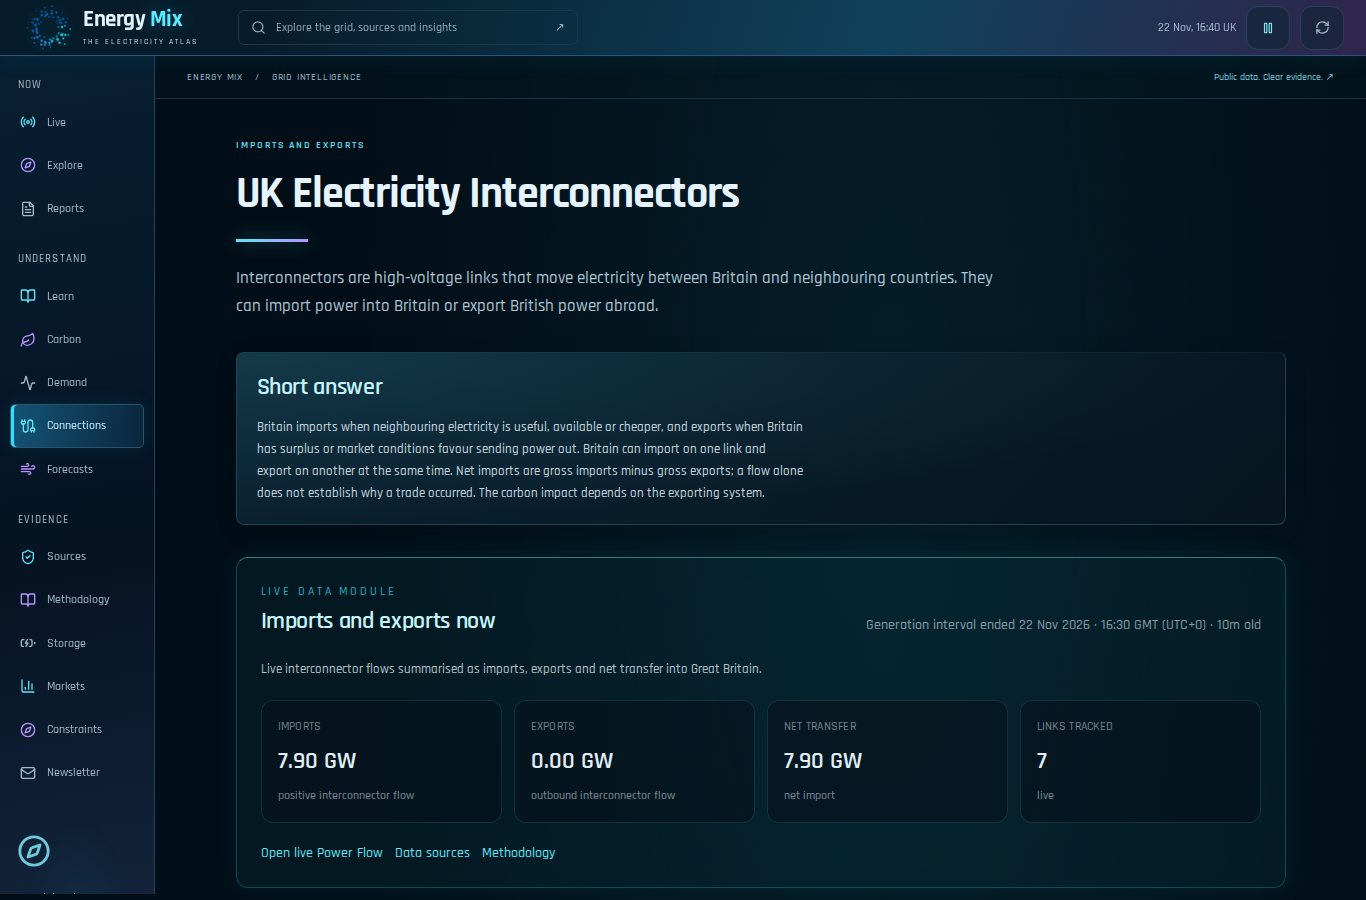 Energy Mix
THE ELECTRICITY ATLAS
Explore the grid, sources and insights ↗
22 Nov, 16:40 UK
NOW
Live
Explore
Reports
UNDERSTAND
Learn
Carbon
Demand
Connections
Forecasts
EVIDENCE
Sources
Methodology
Storage
Markets
Constraints
Newsletter
ENERGY MIX / GRID INTELLIGENCE
Public data. Clear evidence. ↗
IMPORTS AND EXPORTS
UK Electricity Interconnectors
Interconnectors are high-voltage links that move electricity between Britain and neighbouring countries. They
can import power into Britain or export British power abroad.
Short answer
Britain imports when neighbouring electricity is useful, available or cheaper, and exports when Britain
has surplus or market conditions favour sending power out. Britain can import on one link and
export on another at the same time. Net imports are gross imports minus gross exports; a flow alone
does not establish why a trade occurred. The carbon impact depends on the exporting system.
LIVE DATA MODULE
Imports and exports now
Generation interval ended 22 Nov 2026 · 16:30 GMT (UTC+0) · 10m old
Live interconnector flows summarised as imports, exports and net transfer into Great Britain.
IMPORTS
7.90 GW
positive interconnector flow
EXPORTS
0.00 GW
outbound interconnector flow
NET TRANSFER
7.90 GW
net import
LINKS TRACKED
7
live
Open live Power Flow Data sources Methodology